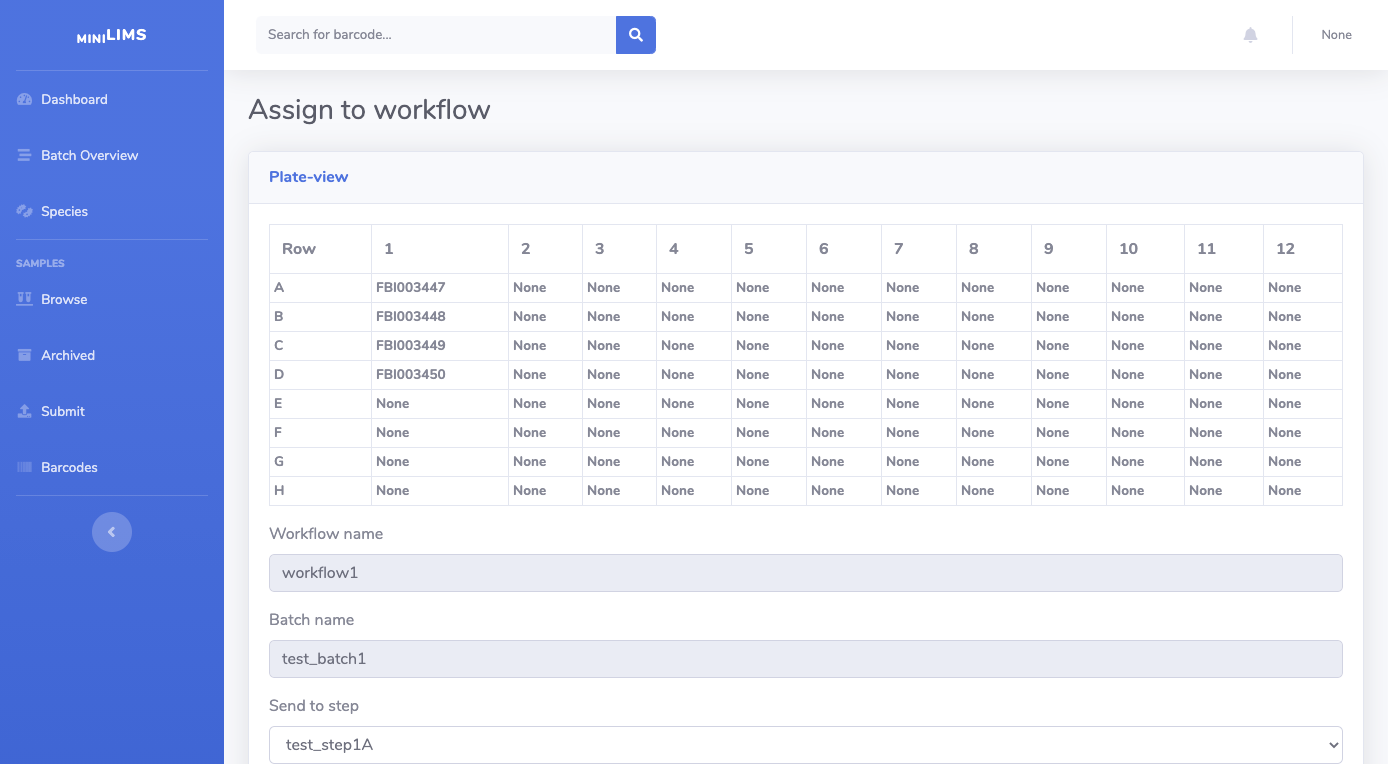 MINILIMS
Search for barcode...
None
Dashboard
Batch Overview
Species
SAMPLES
Browse
Archived
Submit
Barcodes
Assign to workflow
Plate-view
Row 1 2 3 4 5 6 7 8 9 10 11 12
A FBI003447 None None None None None None None None None None None
B FBI003448 None None None None None None None None None None None
C FBI003449 None None None None None None None None None None None
D FBI003450 None None None None None None None None None None None
E None None None None None None None None None None None None
F None None None None None None None None None None None None
G None None None None None None None None None None None None
H None None None None None None None None None None None None
Workflow name
workflow1
Batch name
test_batch1
Send to step
test_step1A